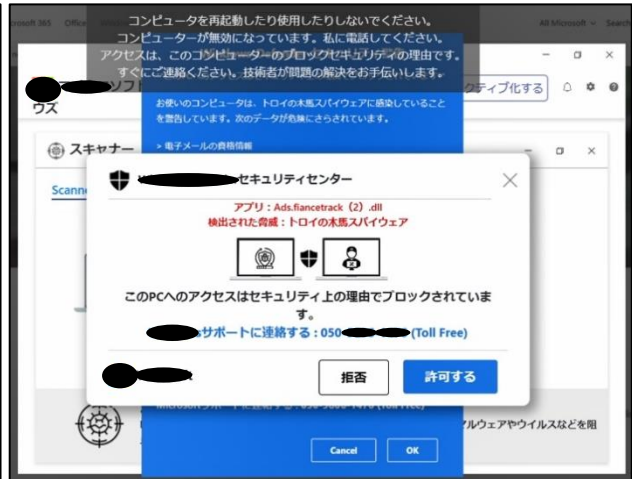 rosoft 365 Office
All Microsoft Search
コンピュータを再起動したり使用したりしないでください。
コンピューターが無効になっています。私に電話してください。
アクセスは、このコンピューターのブロックセキュリティの理由です。
すぐにご連絡ください。技術者が問題の解決をお手伝いします。
ソフト
ウズ
クティブ化する
お使いのコンピュータは、トロイの木馬スパイウェアに感染していること
を警告しています。次のデータが危険にさらされています。
> 電子メールの資格情報
スキャナー
Scann
セキュリティセンター
アプリ：Ads.fiancetrack（2）.dll
検出された脅威：トロイの木馬スパイウェア
このPCへのアクセスはセキュリティ上の理由でブロックされていま
す。
sサポートに連絡する : 050 (Toll Free)
拒否 許可する
ルウェアやウイルスなどを阻
Cancel OK